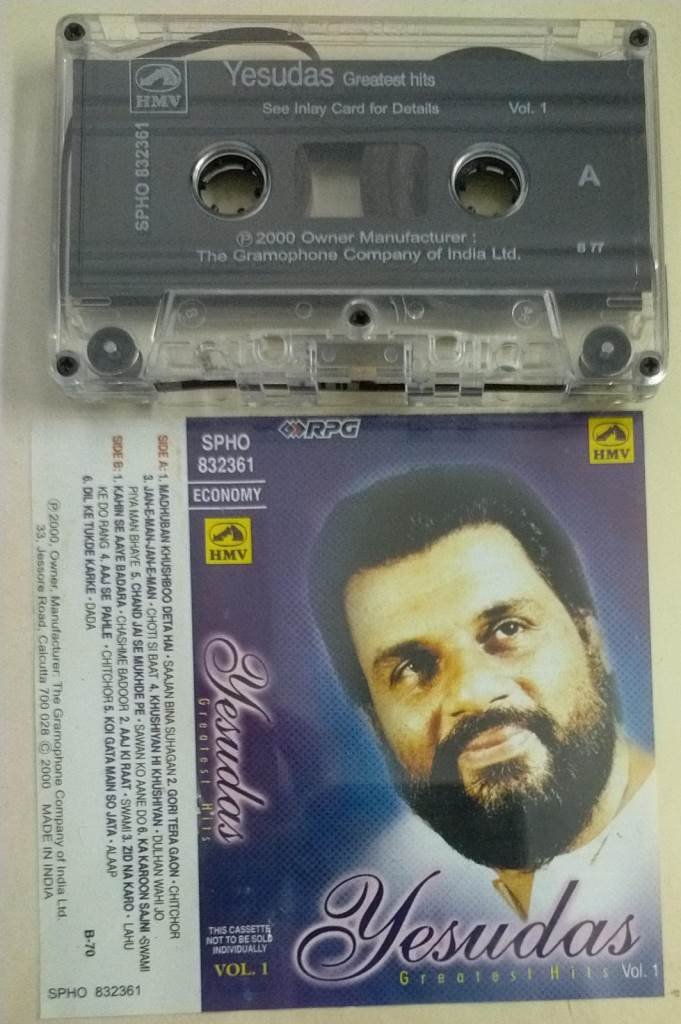 HMV
Yesudas Greatest hits
See Inlay Card for Details
Vol. 1
SPHO 832361
A
℗ 2000 Owner Manufacturer :
The Gramophone Company of India Ltd.
B 77
SPHO
832361
ECONOMY
HMV
Yesudas
Greatest Hits
THIS CASSETTE
NOT TO BE SOLD
INDIVIDUALLY
VOL. 1
RPG
HMV
Yesudas
Greatest Hits Vol. 1
SIDE A: 1. MADHUBAN KHUSHBOO DETA HAI • SAAJAN BINA SUHAGAN 2. GORI TERA GAON • CHITCHOR
3. JAN-E-MAN-JAN-E-MAN • CHOTI SI BAAT 4. KHUSHIYAN HI KHUSHIYAN • DULHAN WAHI JO
PIYA MAN BHAYE 5. CHAND JAI SE MUKHDE PE • SAWAN KO AANE DO 6. KA KAROON SAJNI • SWAMI
SIDE B: 1. KAHIN SE AAYE BADARA • CHASHME BADOOR 2. AAJ KI RAAT • SWAMI 3. ZID NA KARO • LAHU
KE DO RANG 4. AAJ SE PAHLE • CHITCHOR 5. KOI GATA MAIN SO JATA • ALAAP
6. DIL KE TUKDE KARKE • DADA
B-70
℗ 2000, Owner, Manufacturer: The Gramophone Company of India Ltd.
33, Jessore Road, Calcutta 700 028 © 2000 MADE IN INDIA
SPHO 832361